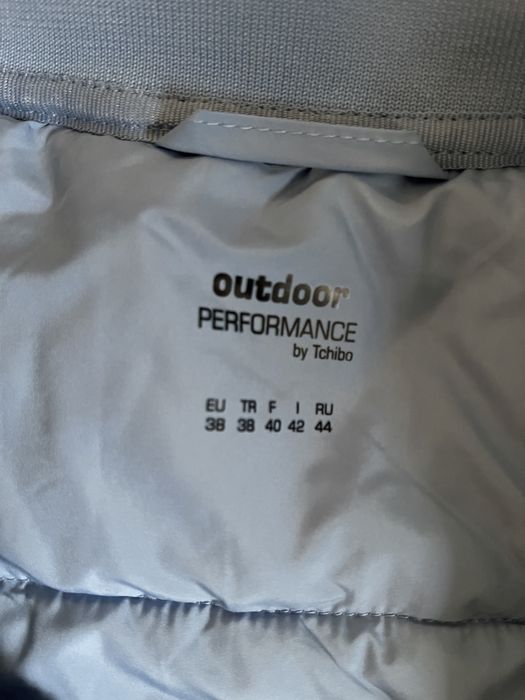 outdoor
PERFORMANCE
by Tchibo
EU TR F I RU
38 38 40 42 44